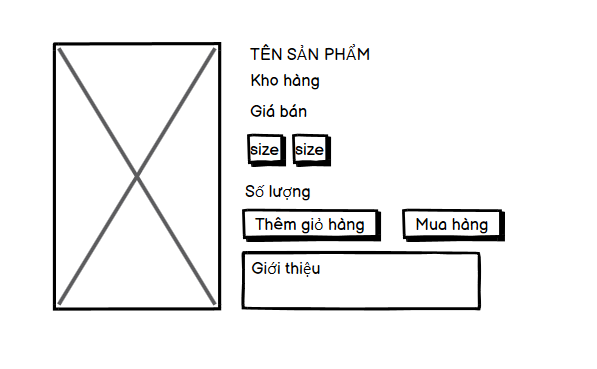 TÊN SẢN PHẨM
Kho hàng
Giá bán
size size
Số lượng
Thêm giỏ hàng Mua hàng
Giới thiệu